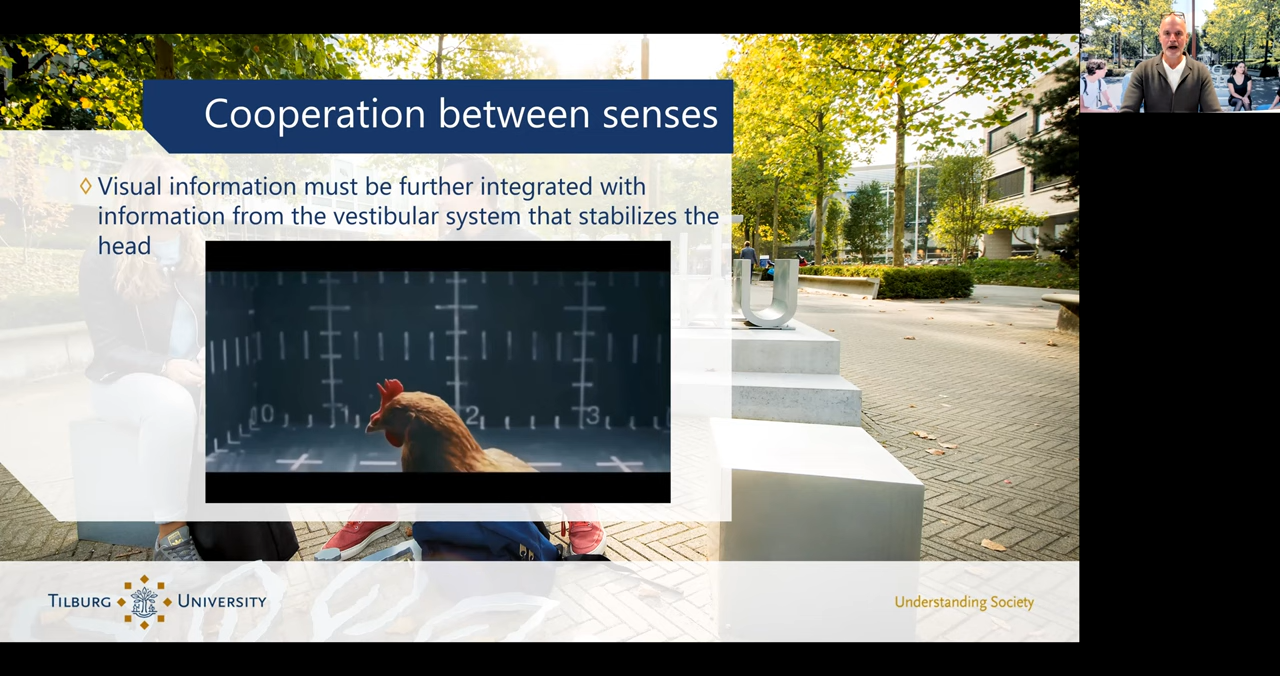 Cooperation between senses
◊ Visual information must be further integrated with
information from the vestibular system that stabilizes the
head
0 1 2 3
U
TILBURG UNIVERSITY
Understanding Society